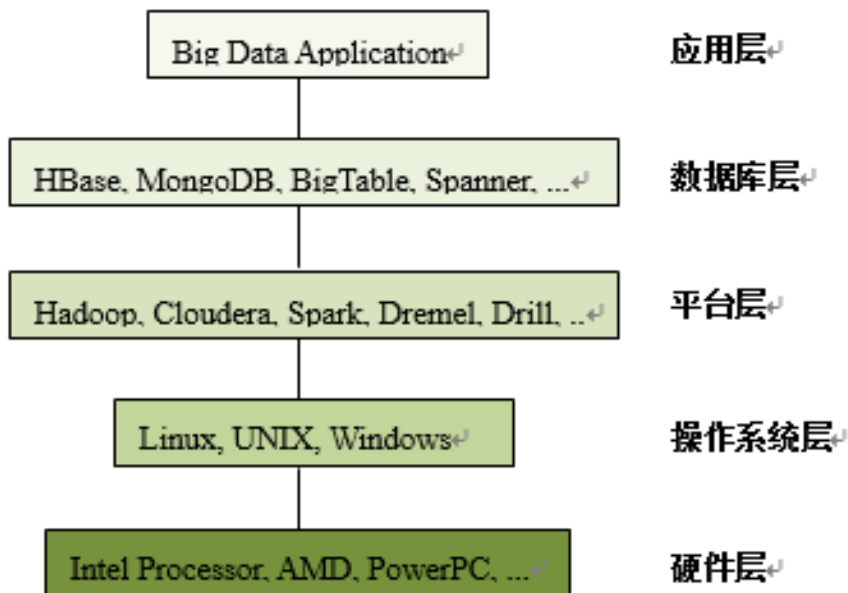 Big Data Application↵ 应用层↵
HBase, MongoDB, BigTable, Spanner, ...↵ 数据库层↵
Hadoop, Cloudera, Spark, Dremel, Drill, ..↵ 平台层↵
Linux, UNIX, Windows↵ 操作系统层↵
Intel Processor, AMD, PowerPC, ...↵ 硬件层↵